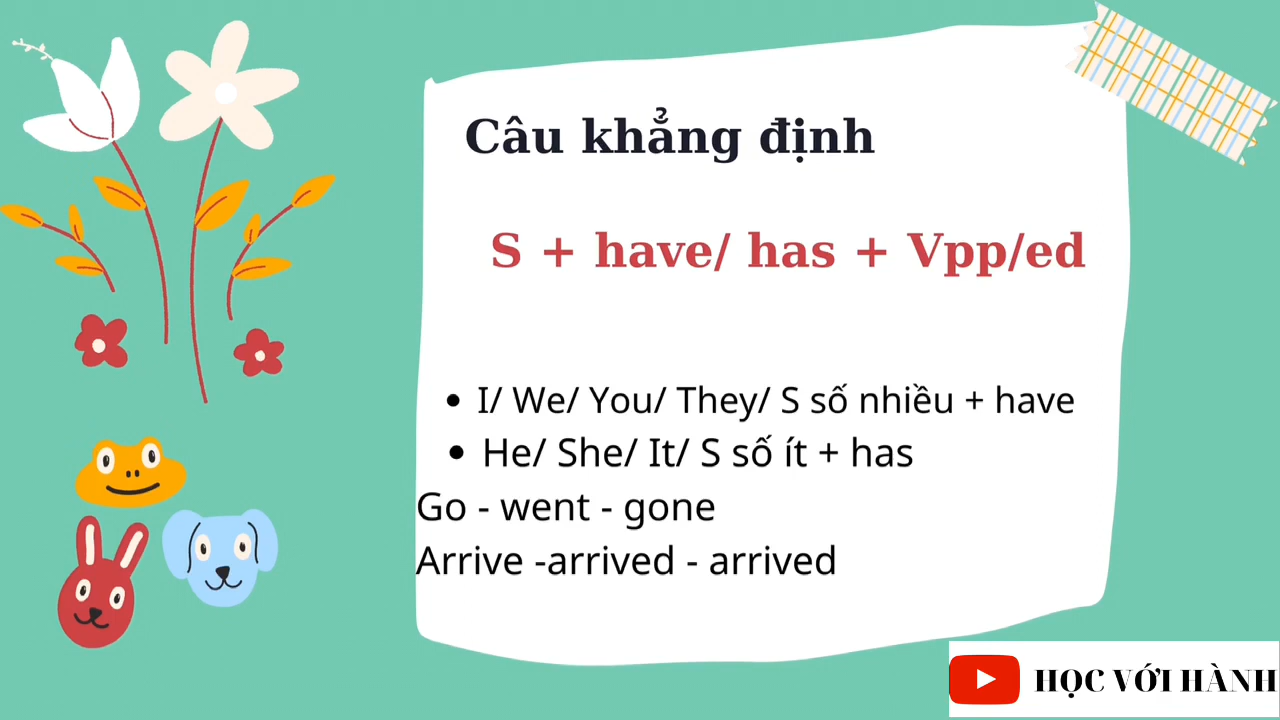 Câu khẳng định
S + have/ has + Vpp/ed
• I/ We/ You/ They/ S số nhiều + have
• He/ She/ It/ S số ít + has
Go - went - gone
Arrive -arrived - arrived
HỌC VỚI HÀNH